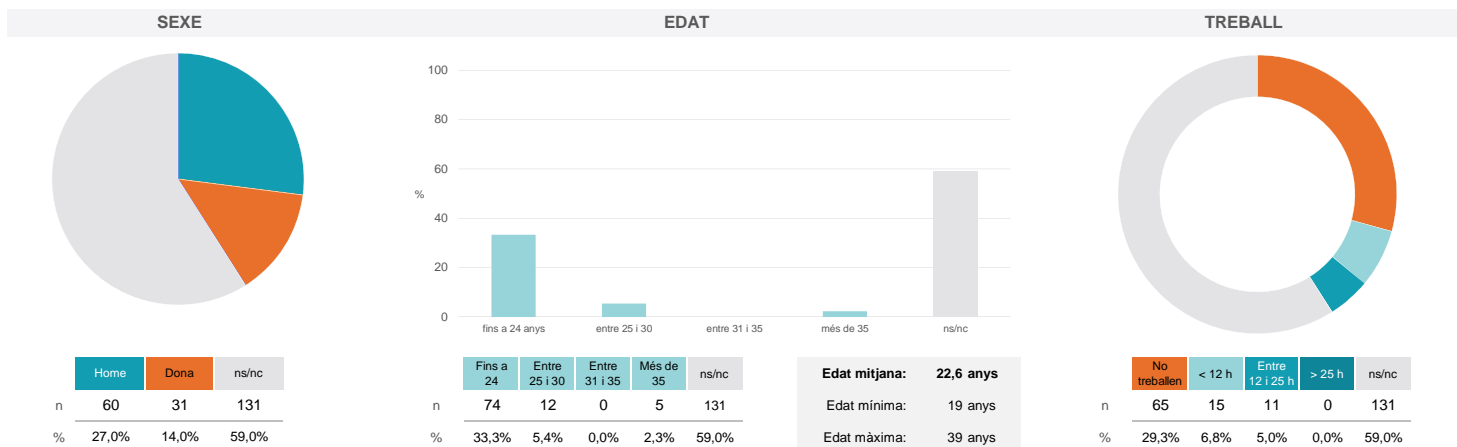 SEXE
EDAT
TREBALL
100
80
60
%
40
20
0
fins a 24 anys
entre 25 i 30
entre 31 i 35
més de 35
ns/nc
Home Dona ns/nc
n 60 31 131
% 27,0% 14,0% 59,0%
Fins a 24 Entre 25 i 30 Entre 31 i 35 Més de 35 ns/nc
n 74 12 0 5 131
% 33,3% 5,4% 0,0% 2,3% 59,0%
Edat mitjana: 22,6 anys
Edat mínima: 19 anys
Edat màxima: 39 anys
No treballen < 12 h Entre 12 i 25 h > 25 h ns/nc
n 65 15 11 0 131
% 29,3% 6,8% 5,0% 0,0% 59,0%